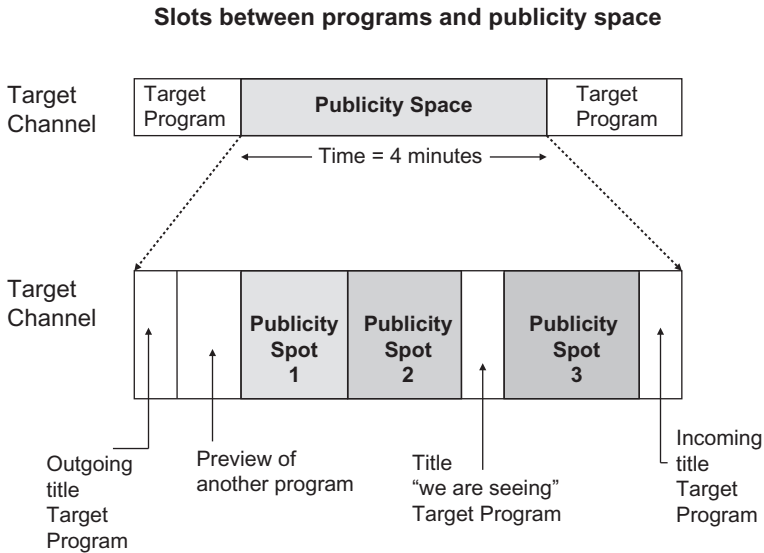 Slots between programs and publicity space
Target
Channel
Target
Program
Publicity Space
Target
Program
Time = 4 minutes
Target
Channel
Publicity
Spot
1
Publicity
Spot
2
Publicity
Spot
3
Outgoing
title
Target
Program
Preview of
another program
Title
“we are seeing”
Target Program
Incoming
title
Target
Program